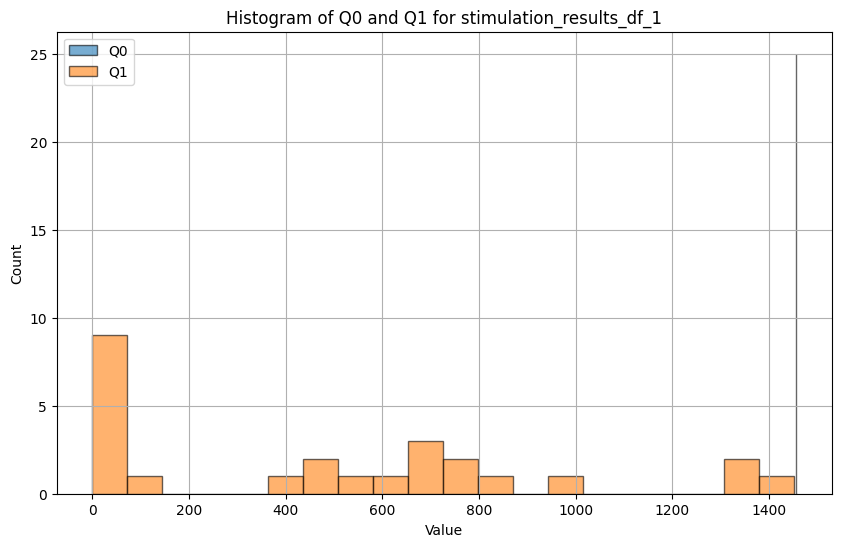 Histogram of Q0 and Q1 for stimulation_results_df_1
Q0
Q1
25
20
15
10
5
0
Count
0 200 400 600 800 1000 1200 1400
Value